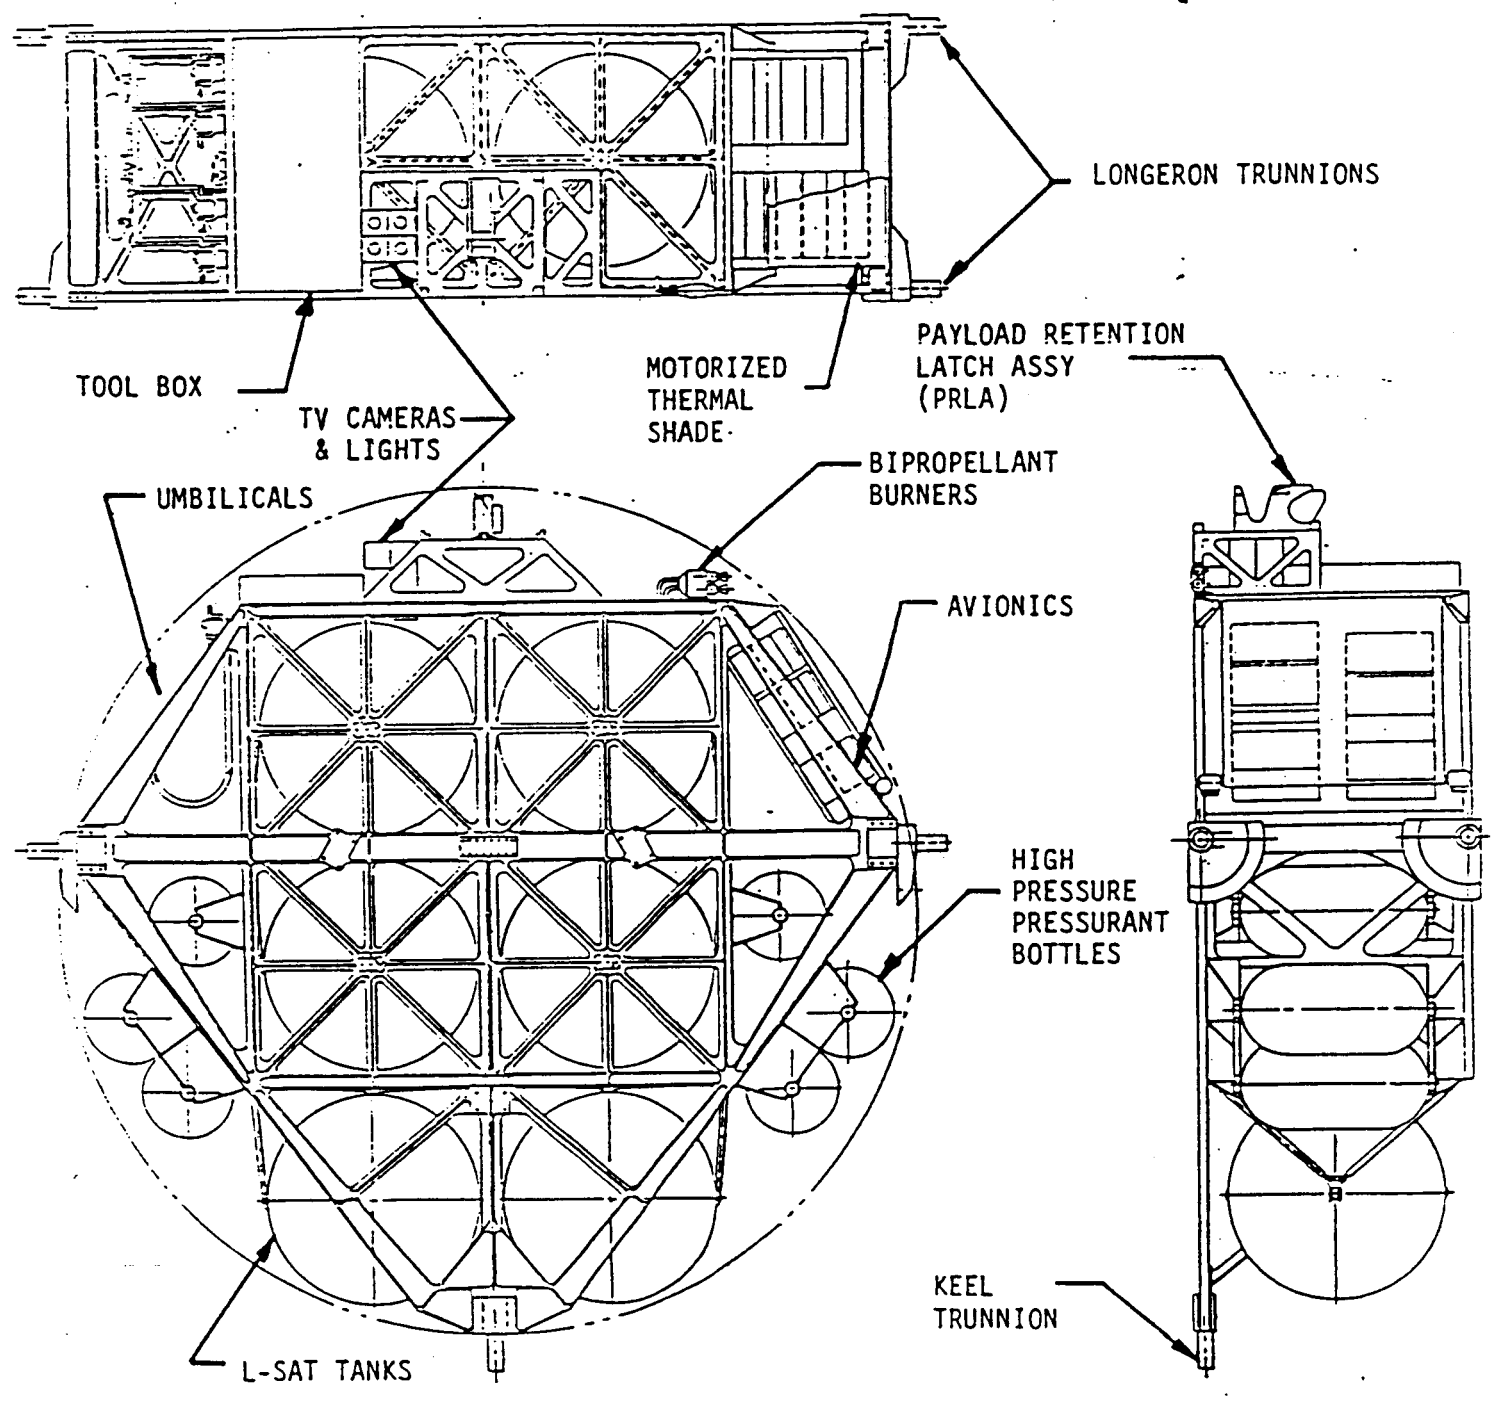 LONGERON TRUNNIONS
PAYLOAD RETENTION
LATCH ASSY
(PRLA)
MOTORIZED
THERMAL
SHADE
TOOL BOX
TV CAMERAS
& LIGHTS
BIPROPELLANT
BURNERS
UMBILICALS
AVIONICS
HIGH
PRESSURE
PRESSURANT
BOTTLES
KEEL
TRUNNION
L-SAT TANKS